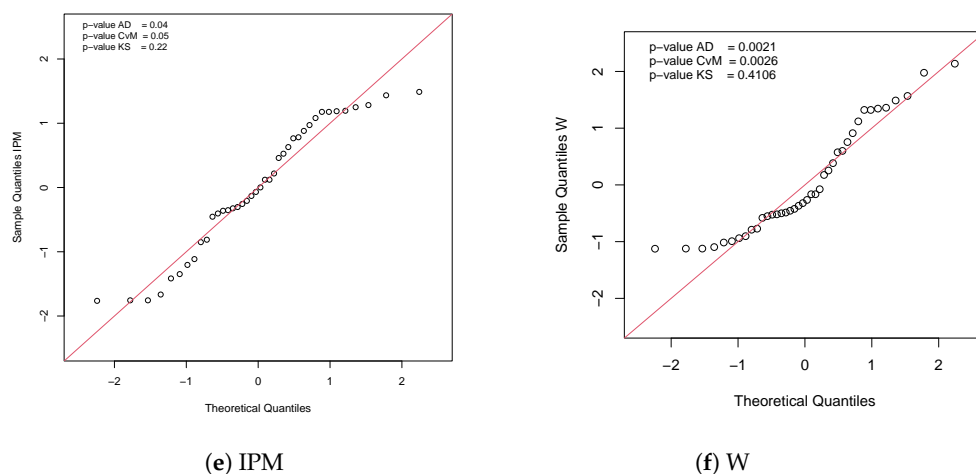 p−value AD = 0.04
p−value CvM = 0.05
p−value KS = 0.22
2
1
0
−1
−2
Sample Quantiles IPM
−2 −1 0 1 2
Theoretical Quantiles
(e) IPM
p−value AD = 0.0021
p−value CvM = 0.0026
p−value KS = 0.4106
2
1
0
−1
−2
Sample Quantiles W
−2 −1 0 1 2
Theoretical Quantiles
(f) W